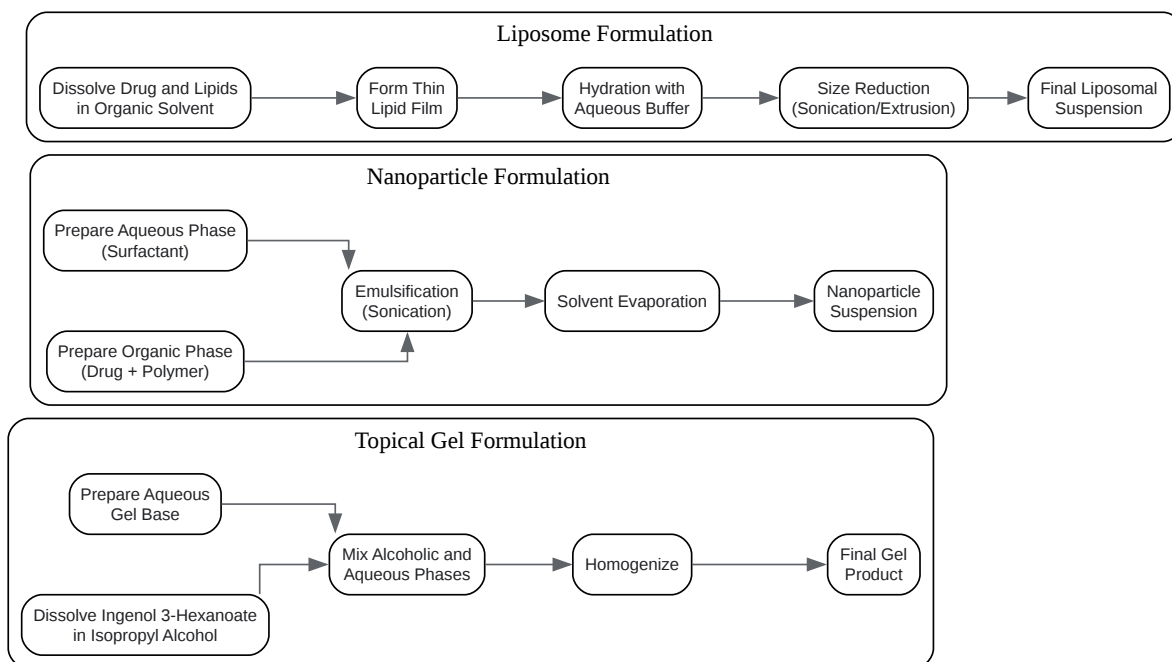 Liposome Formulation
Dissolve Drug and Lipids
in Organic Solvent
Form Thin
Lipid Film
Hydration with
Aqueous Buffer
Size Reduction
(Sonication/Extrusion)
Final Liposomal
Suspension
Nanoparticle Formulation
Prepare Aqueous Phase
(Surfactant)
Prepare Organic Phase
(Drug + Polymer)
Emulsification
(Sonication)
Solvent Evaporation
Nanoparticle
Suspension
Topical Gel Formulation
Prepare Aqueous
Gel Base
Dissolve Ingenol 3-Hexanoate
in Isopropyl Alcohol
Mix Alcoholic and
Aqueous Phases
Homogenize
Final Gel
Product